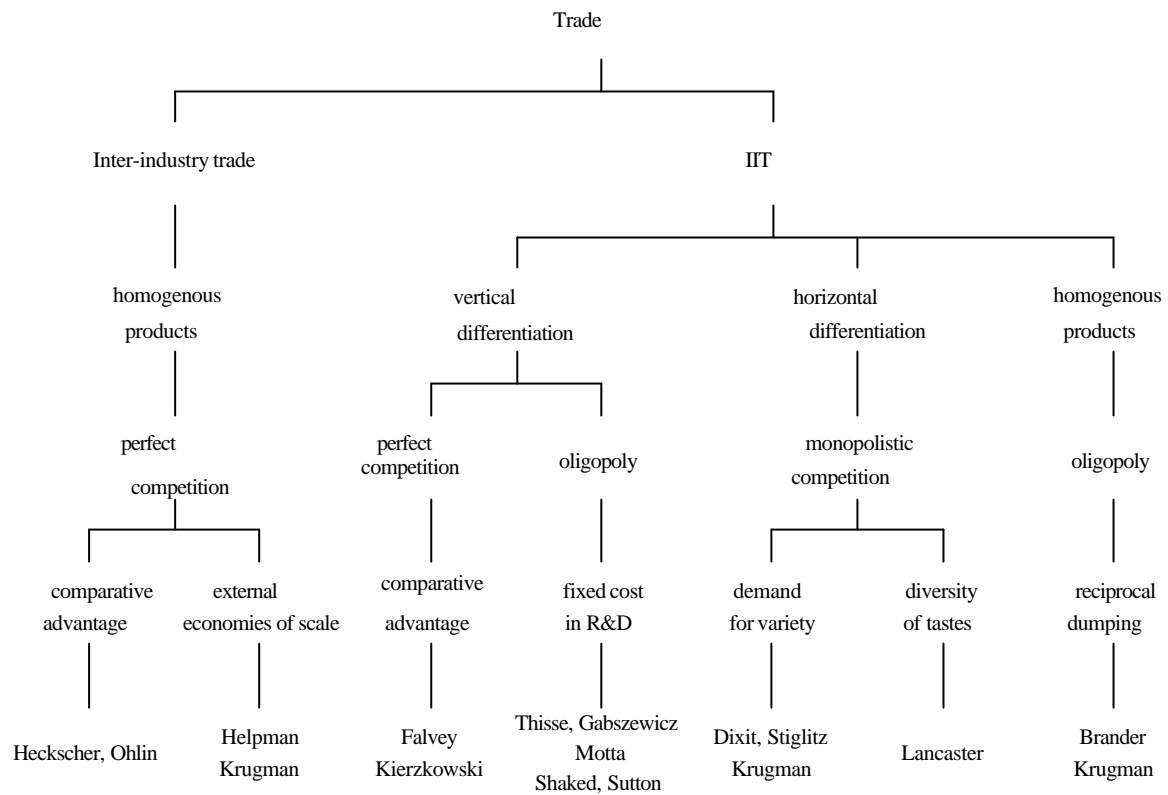 Trade
Inter-industry trade
IIT
homogenous
products
vertical
differentiation
horizontal
differentiation
homogenous
products
perfect
competition
perfect
competition
oligopoly
monopolistic
competition
oligopoly
comparative
advantage
external
economies of scale
comparative
advantage
fixed cost
in R&D
demand
for variety
diversity
of tastes
reciprocal
dumping
Heckscher, Ohlin
Helpman
Krugman
Falvey
Kierzkowski
Thisse, Gabszewicz
Motta
Shaked, Sutton
Dixit, Stiglitz
Krugman
Lancaster
Brander
Krugman